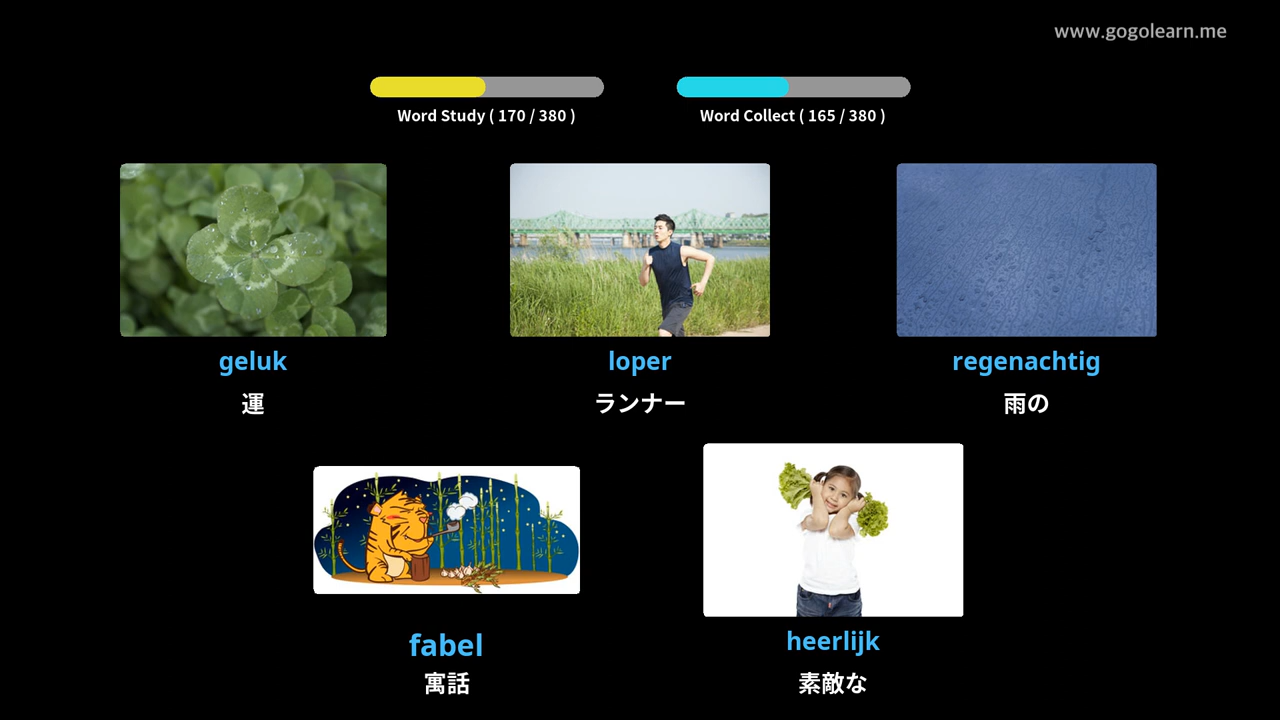 www.gogolearn.me
Word Study ( 170 / 380 )
Word Collect ( 165 / 380 )
geluk
運
loper
ランナー
regenachtig
雨の
fabel
寓話
heerlijk
素敵な